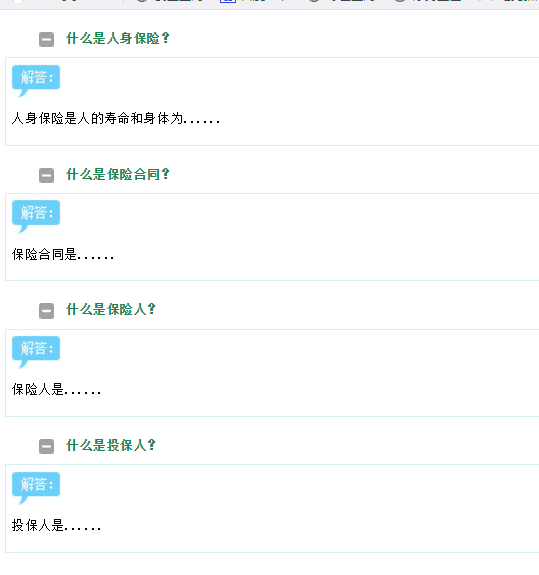 什么是人身保险?
解答:
人身保险是人的寿命和身体为......
什么是保险合同?
解答:
保险合同是......
什么是保险人?
解答:
保险人是......
什么是投保人?
解答:
投保人是......